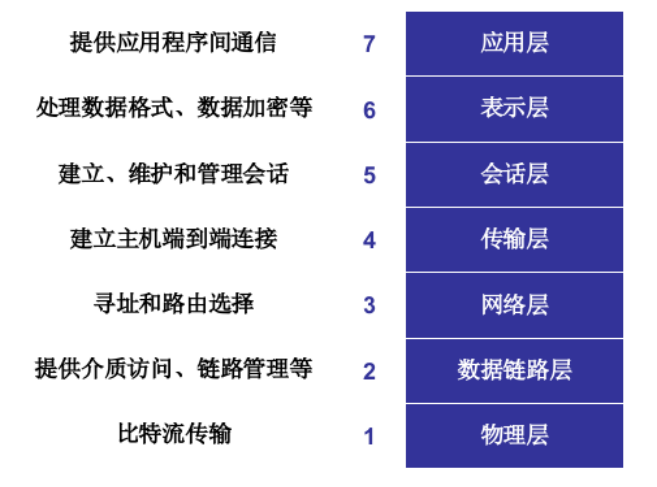 提供应用程序间通信 7 应用层
处理数据格式、数据加密等 6 表示层
建立、维护和管理会话 5 会话层
建立主机端到端连接 4 传输层
寻址和路由选择 3 网络层
提供介质访问、链路管理等 2 数据链路层
比特流传输 1 物理层